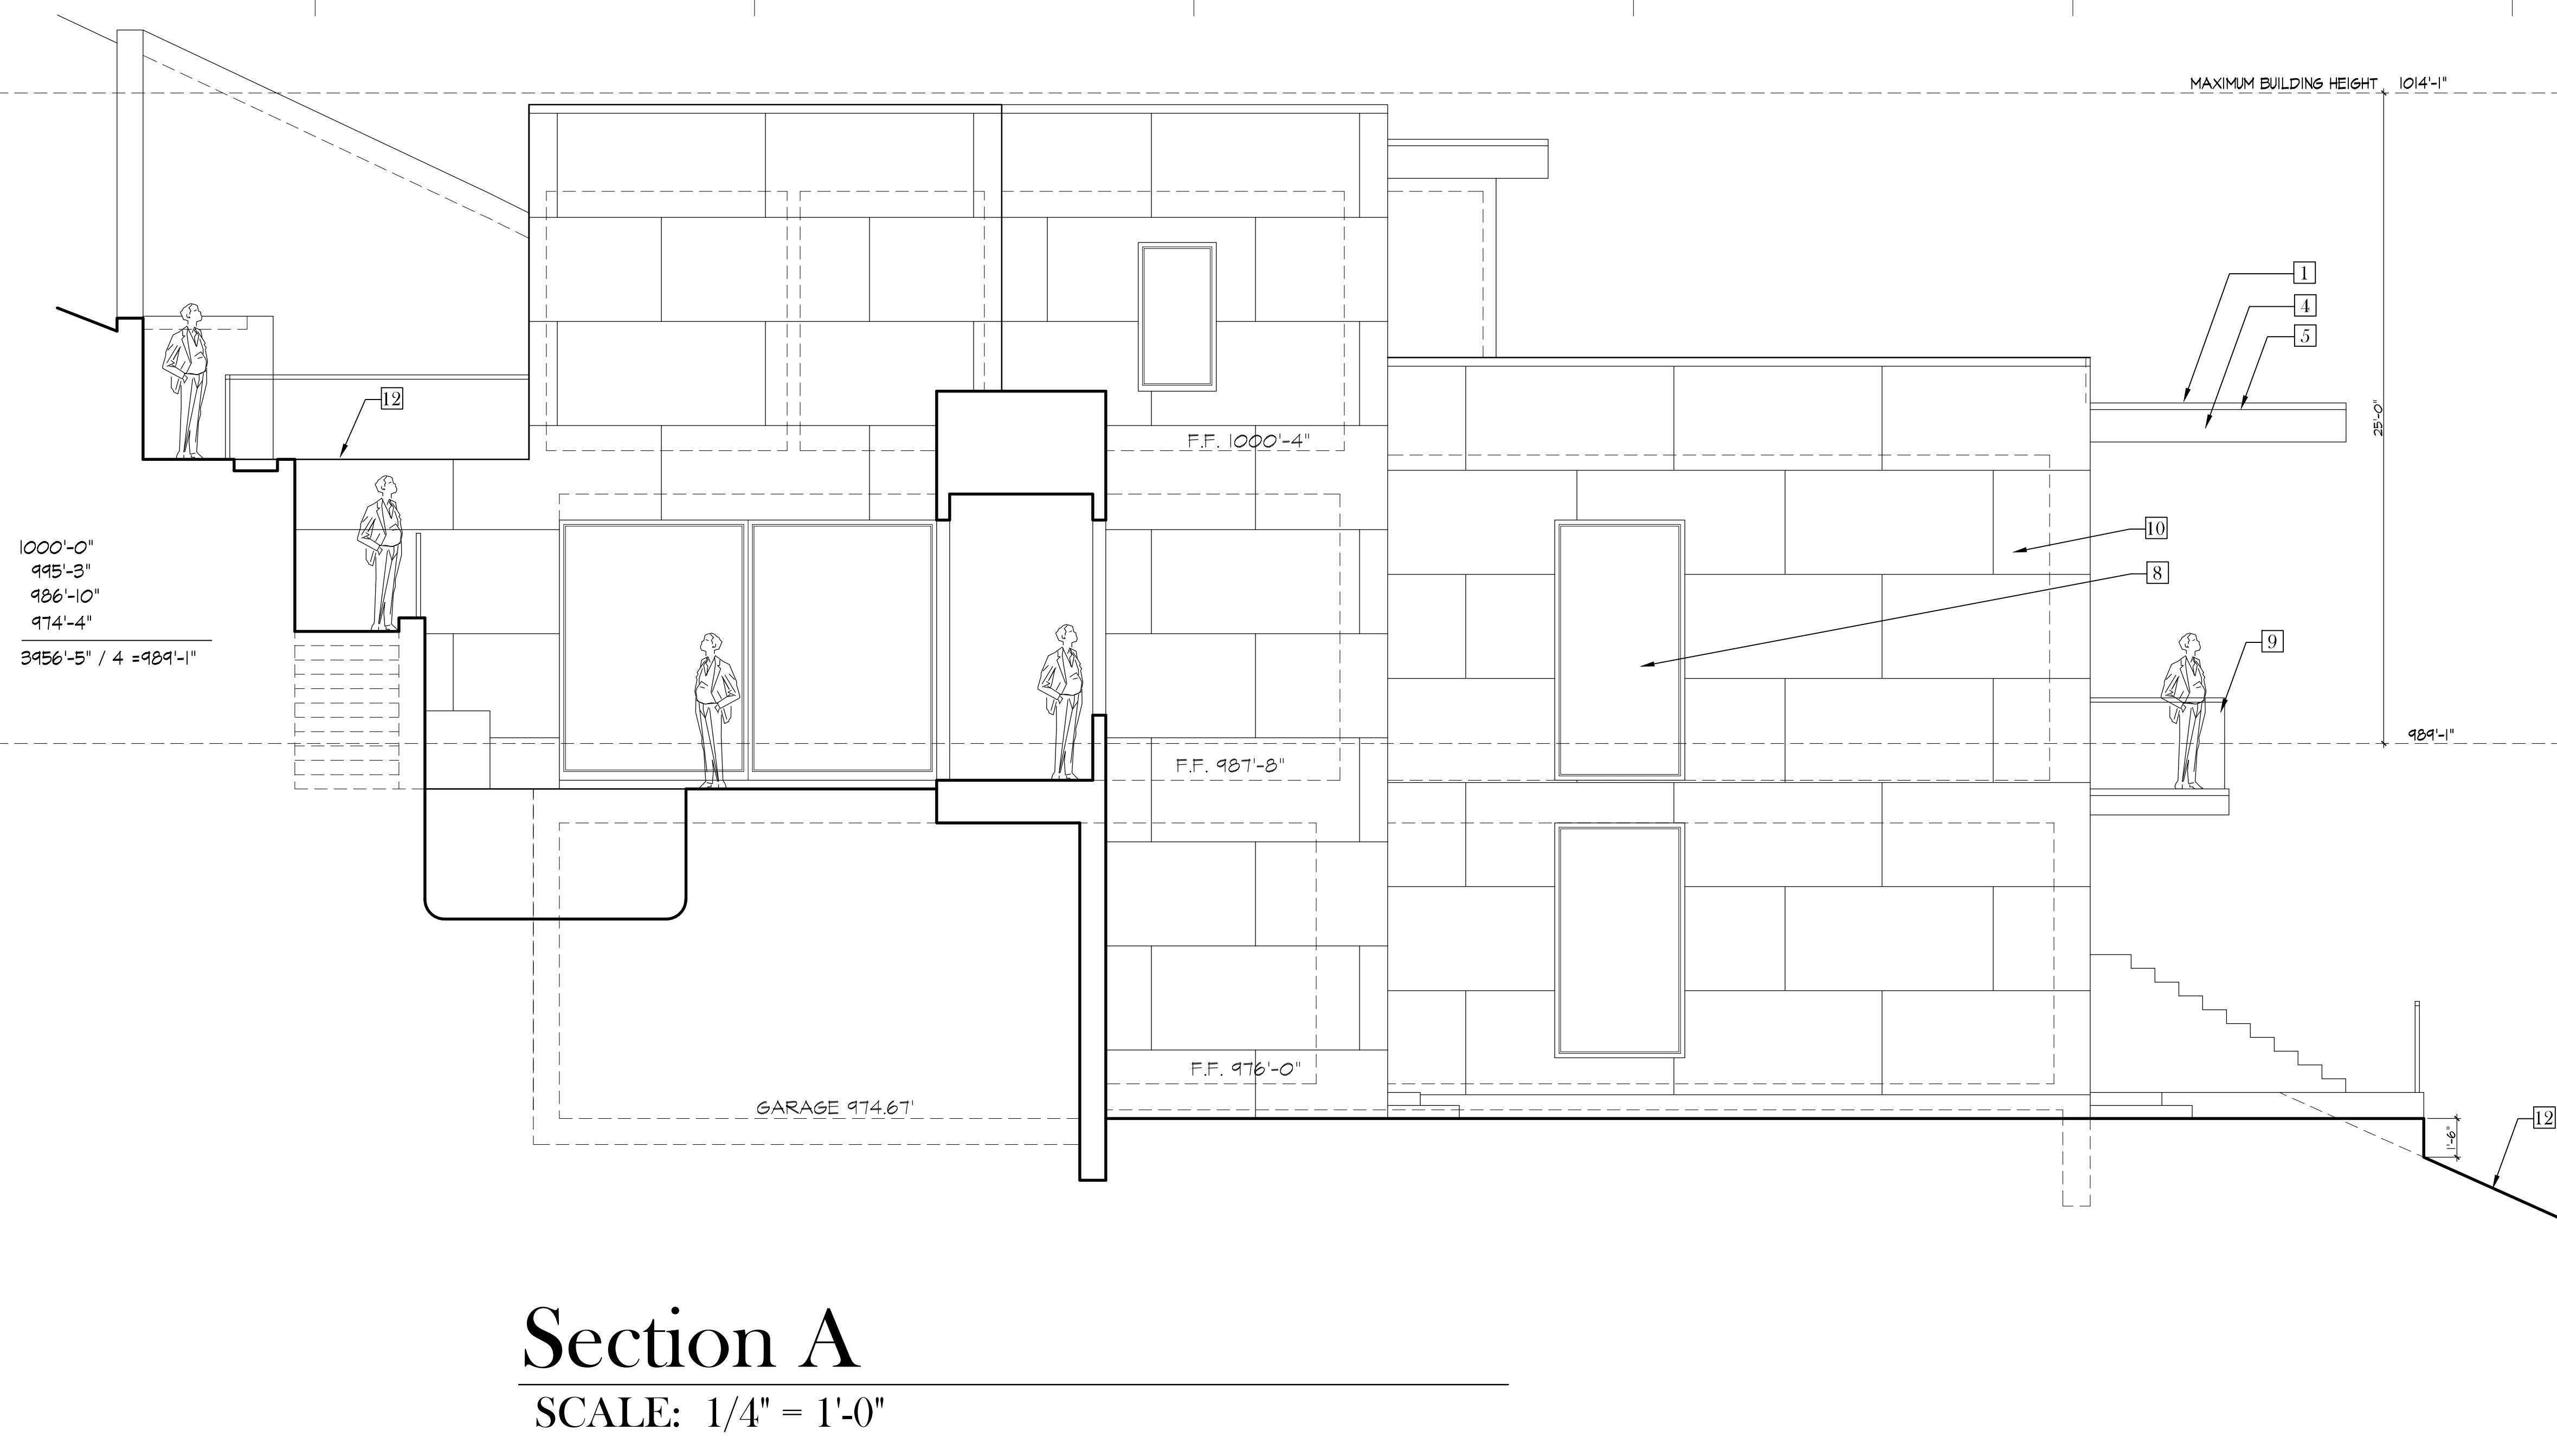 MAXIMUM BUILDING HEIGHT 1014'-1"
1
4
5
12
25'-0"
F.F. 1000'-4"
10
1000'-0"
995'-3"
986'-10"
974'-4"
3956'-5" / 4 =989'-1"
8
9
989'-1"
F.F. 987'-8"
F.F. 976'-0"
GARAGE 974.67'
12
1'-6"
Section A
SCALE: 1/4" = 1'-0"